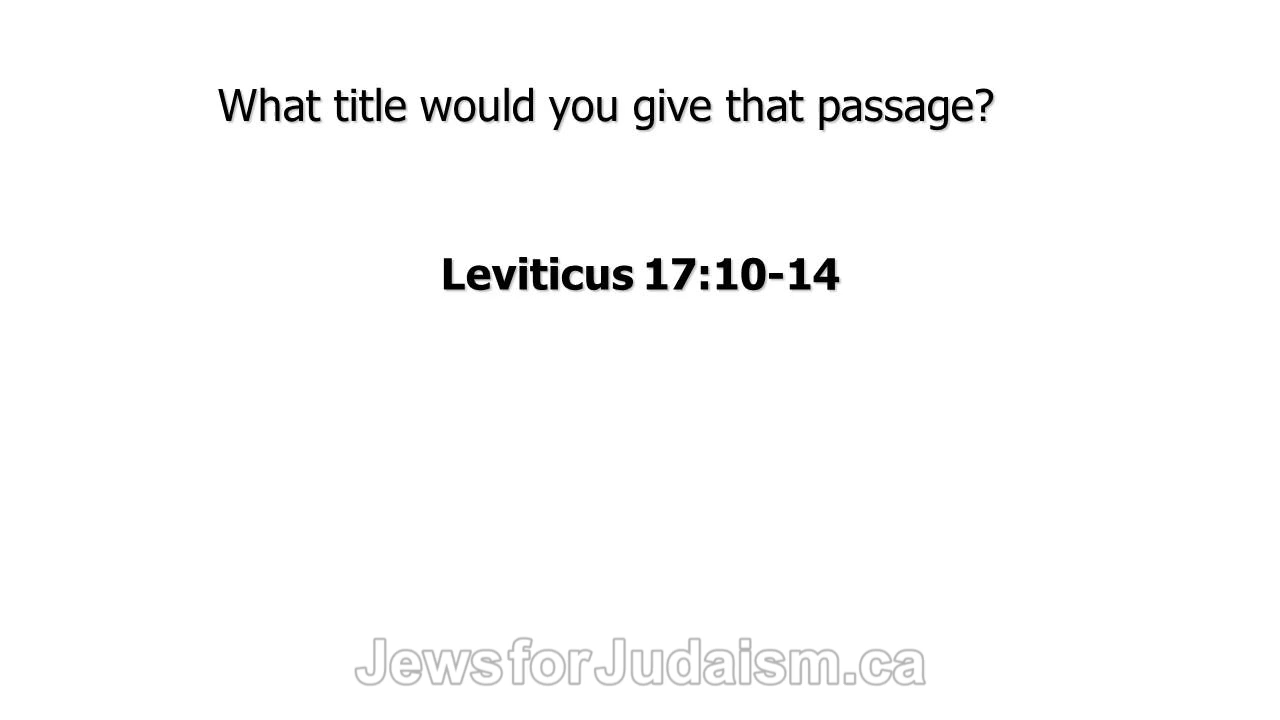 What title would you give that passage?
Leviticus 17:10-14
JewsforJudaism.ca